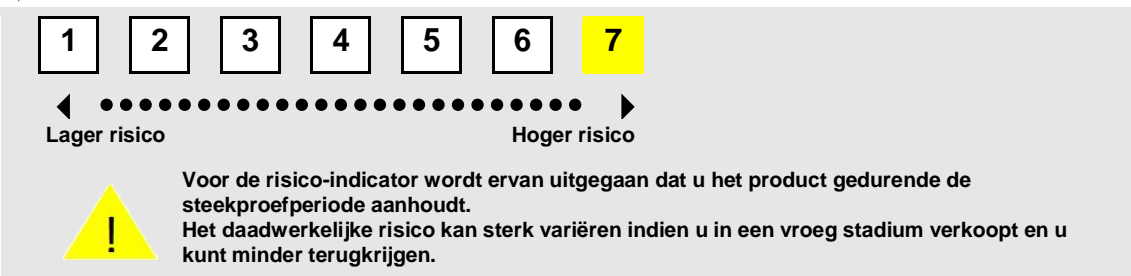 1 2 3 4 5 6 7
Lager risico Hoger risico
!
Voor de risico-indicator wordt ervan uitgegaan dat u het product gedurende de
steekproefperiode aanhoudt.
Het daadwerkelijke risico kan sterk variëren indien u in een vroeg stadium verkoopt en u
kunt minder terugkrijgen.